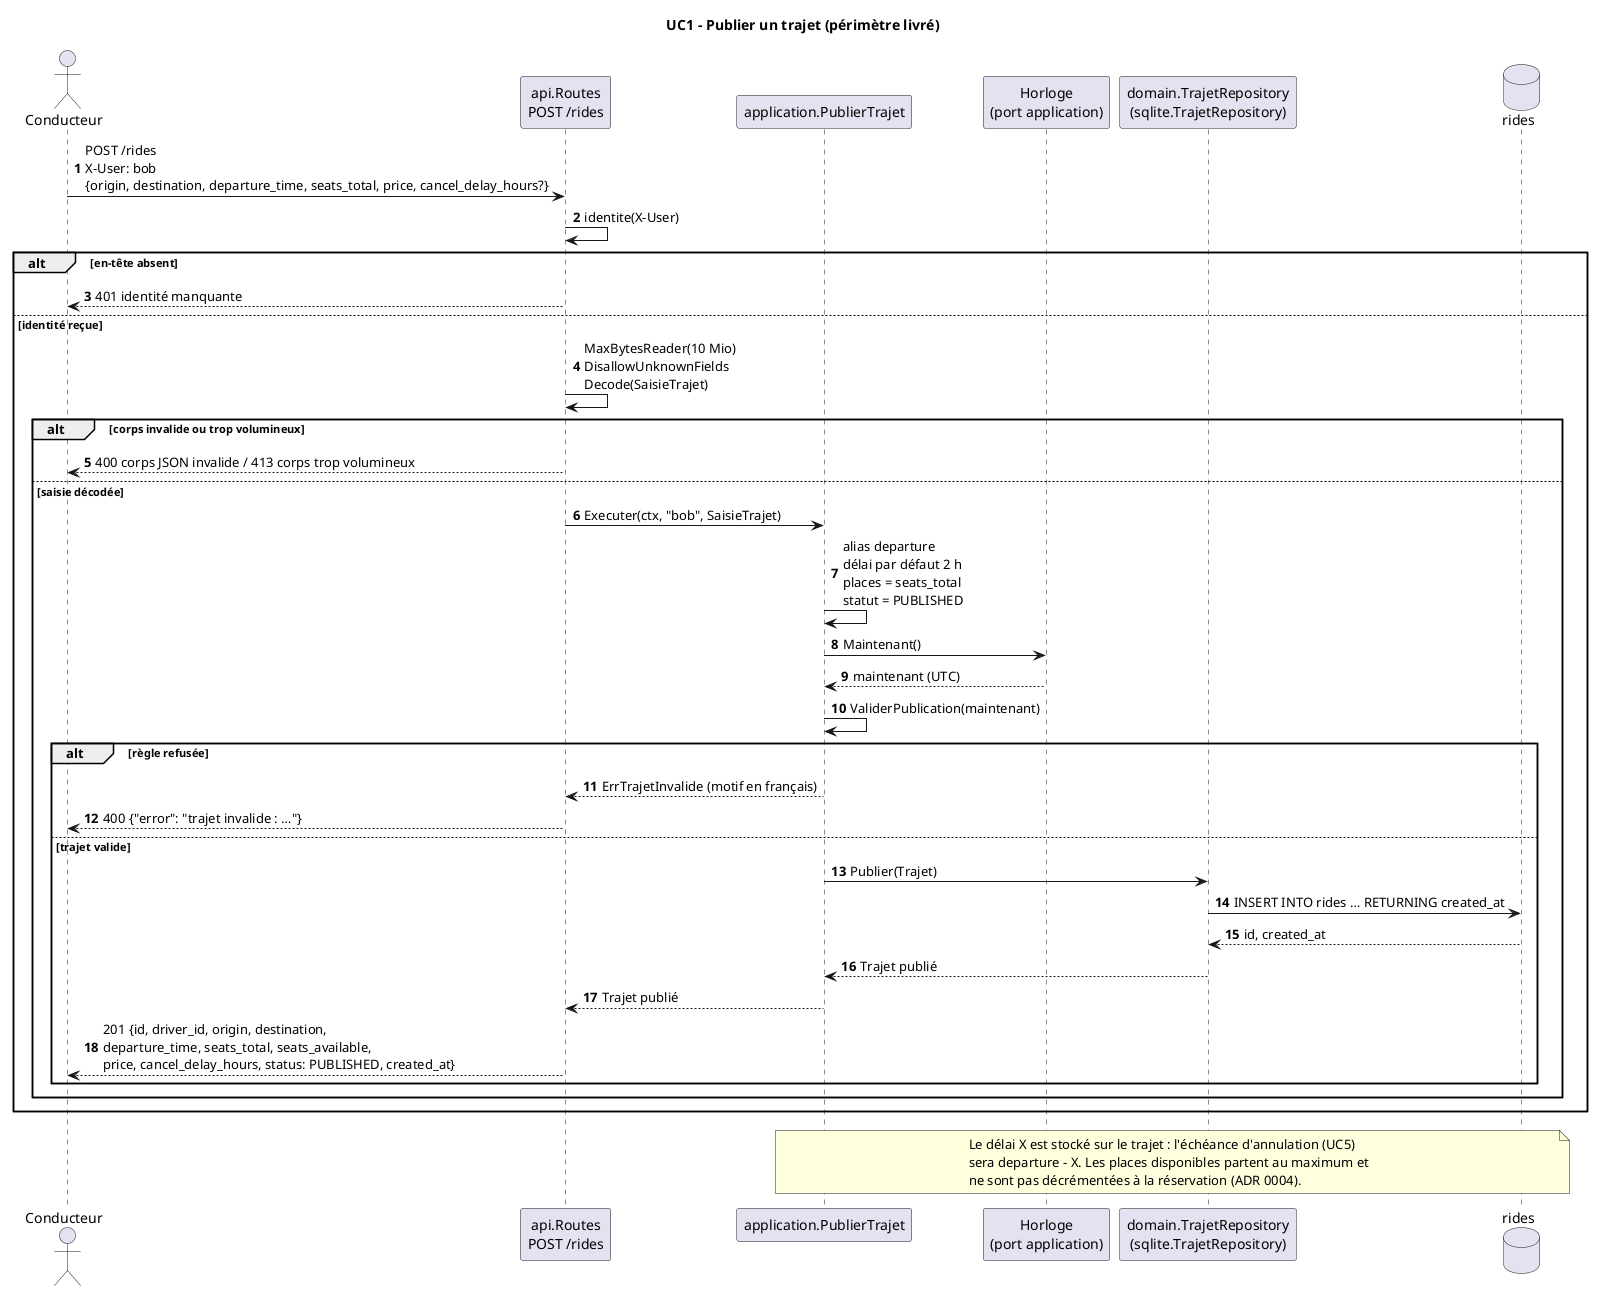 UC1 - Publier un trajet (périmètre livré)
Conducteur
api.Routes
POST /rides
application.PublierTrajet
Horloge
(port application)
domain.TrajetRepository
(sqlite.TrajetRepository)
rides
POST /rides
1 X-User: bob
{origin, destination, departure_time, seats_total, price, cancel_delay_hours?}
2 identite(X-User)
alt [en-tête absent]
3 401 identité manquante
[identité reçue]
MaxBytesReader(10 Mio)
4 DisallowUnknownFields
Decode(SaisieTrajet)
alt [corps invalide ou trop volumineux]
5 400 corps JSON invalide / 413 corps trop volumineux
[saisie décodée]
6 Executer(ctx, "bob", SaisieTrajet)
alias departure
7 délai par défaut 2 h
places = seats_total
statut = PUBLISHED
8 Maintenant()
9 maintenant (UTC)
10 ValiderPublication(maintenant)
alt [règle refusée]
11 ErrTrajetInvalide (motif en français)
12 400 {"error": "trajet invalide : ..."}
[trajet valide]
13 Publier(Trajet)
14 INSERT INTO rides ... RETURNING created_at
15 id, created_at
16 Trajet publié
17 Trajet publié
201 {id, driver_id, origin, destination,
18 departure_time, seats_total, seats_available,
price, cancel_delay_hours, status: PUBLISHED, created_at}
Le délai X est stocké sur le trajet : l'échéance d'annulation (UC5)
sera departure - X. Les places disponibles partent au maximum et
ne sont pas décrémentées à la réservation (ADR 0004).
Conducteur
api.Routes
POST /rides
application.PublierTrajet
Horloge
(port application)
domain.TrajetRepository
(sqlite.TrajetRepository)
rides